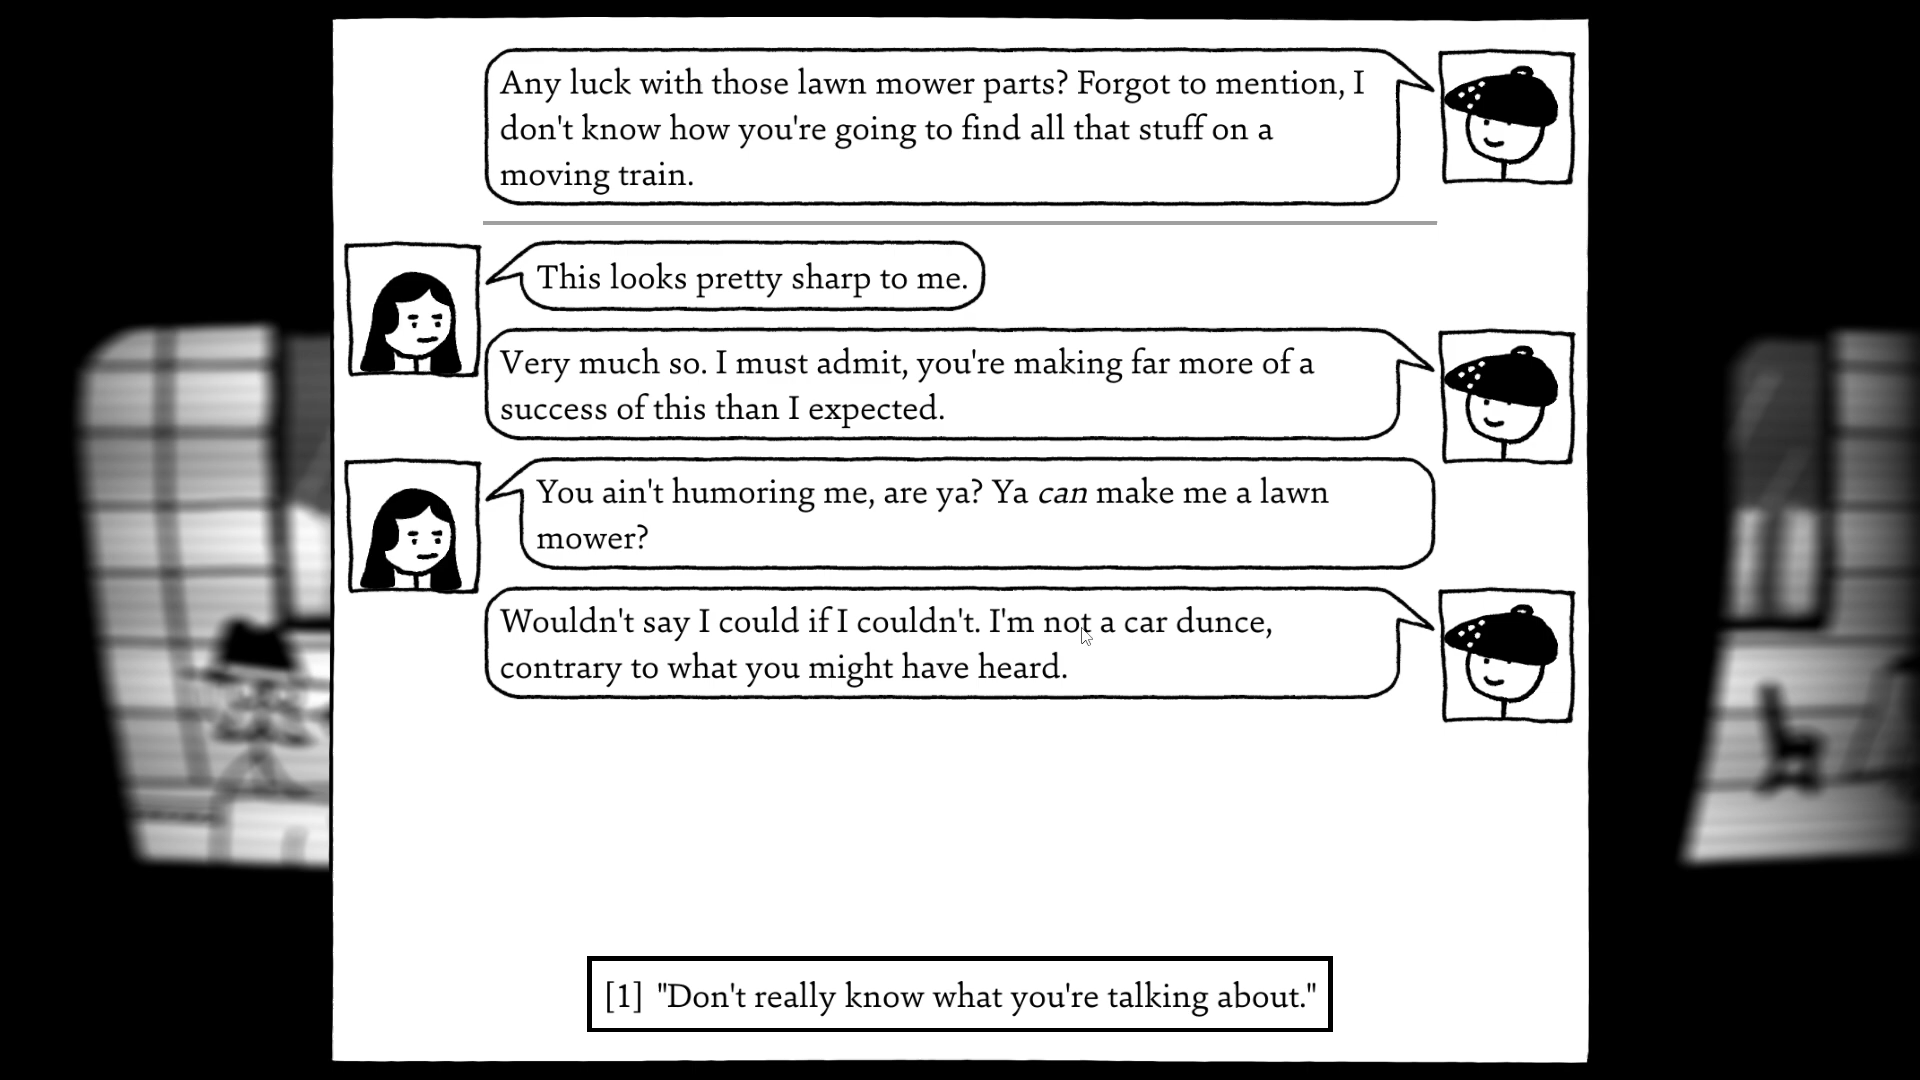 Any luck with those lawn mower parts? Forgot to mention, I
don't know how you're going to find all that stuff on a
moving train.
This looks pretty sharp to me.
Very much so. I must admit, you're making far more of a
success of this than I expected.
You ain't humoring me, are ya? Ya can make me a lawn
mower?
Wouldn't say I could if I couldn't. I'm not a car dunce,
contrary to what you might have heard.
[1] "Don't really know what you're talking about."